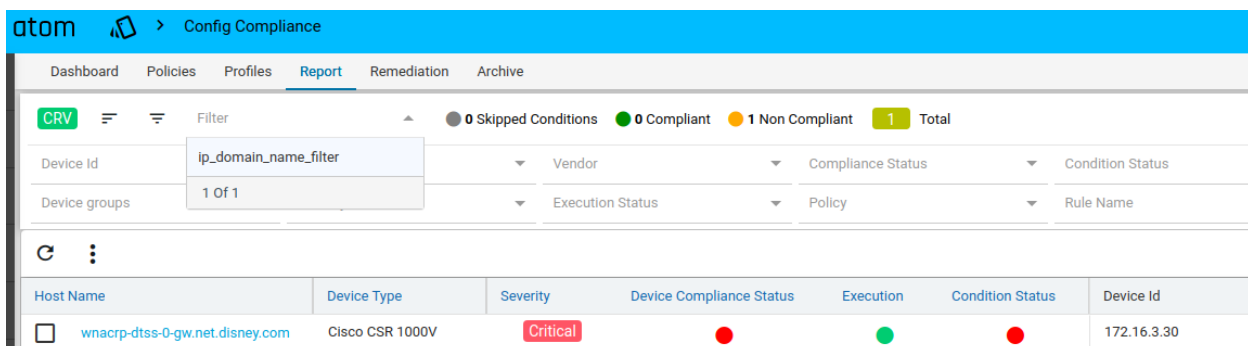 atom > Config Compliance
Dashboard Policies Profiles Report Remediation Archive
CRV Filter 0 Skipped Conditions 0 Compliant 1 Non Compliant 1 Total
Device Id ip_domain_name_filter Vendor Compliance Status Condition Status
Device groups 1 Of 1 Execution Status Policy Rule Name
Host Name Device Type Severity Device Compliance Status Execution Condition Status Device Id
wnacrp-dtss-0-gw.net.disney.com Cisco CSR 1000V Critical 172.16.3.30